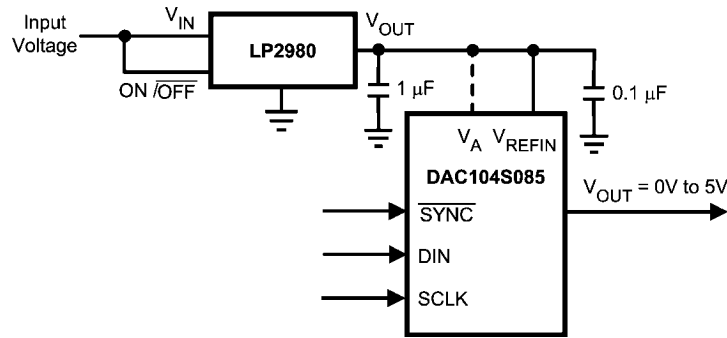 Input
Voltage
V_IN
LP2980
V_OUT
ON /OFF
1 µF
0.1 µF
V_A V_REFIN
DAC104S085
V_OUT = 0V to 5V
SYNC
DIN
SCLK